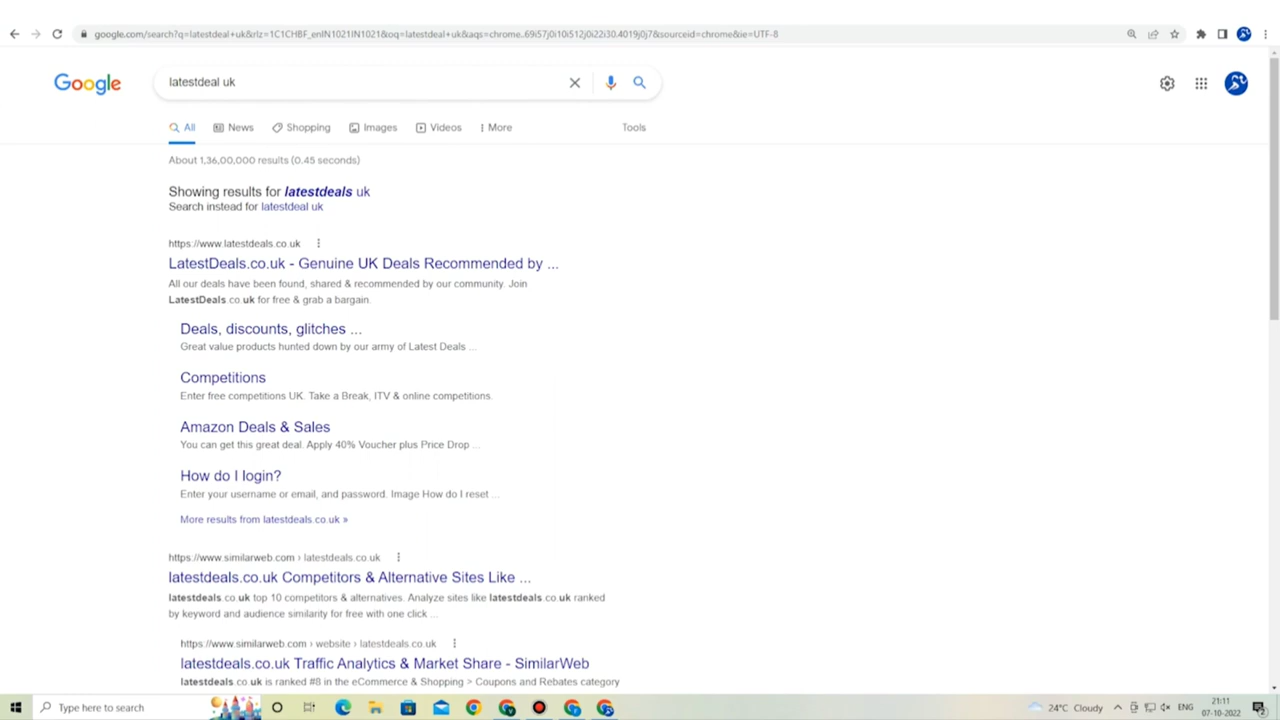 google.com/search?q=latestdeal+uk&rlz=1C1CHBF_enIN1021IN1021&oq=latestdeal+uk&aqs=chrome..69i57j0i10i512j0i22i30.4019j0j7&sourceid=chrome&ie=UTF-8
Google
latestdeal uk
All News Shopping Images Videos More Tools
About 1,36,00,000 results (0.45 seconds)
Showing results for latestdeals uk
Search instead for latestdeal uk
https://www.latestdeals.co.uk
LatestDeals.co.uk - Genuine UK Deals Recommended by ...
All our deals have been found, shared & recommended by our community. Join
LatestDeals.co.uk for free & grab a bargain.
Deals, discounts, glitches ...
Great value products hunted down by our army of Latest Deals ...
Competitions
Enter free competitions UK. Take a Break, ITV & online competitions.
Amazon Deals & Sales
You can get this great deal. Apply 40% Voucher plus Price Drop ...
How do I login?
Enter your username or email, and password. Image How do I reset ...
More results from latestdeals.co.uk »
https://www.similarweb.com › latestdeals.co.uk
latestdeals.co.uk Competitors & Alternative Sites Like ...
latestdeals.co.uk top 10 competitors & alternatives. Analyze sites like latestdeals.co.uk ranked
by keyword and audience similarity for free with one click ...
https://www.similarweb.com › website › latestdeals.co.uk
latestdeals.co.uk Traffic Analytics & Market Share - SimilarWeb
latestdeals.co.uk is ranked #8 in the eCommerce & Shopping > Coupons and Rebates category
Type here to search
24°C Cloudy
ENG
21:11
07-10-2022
2